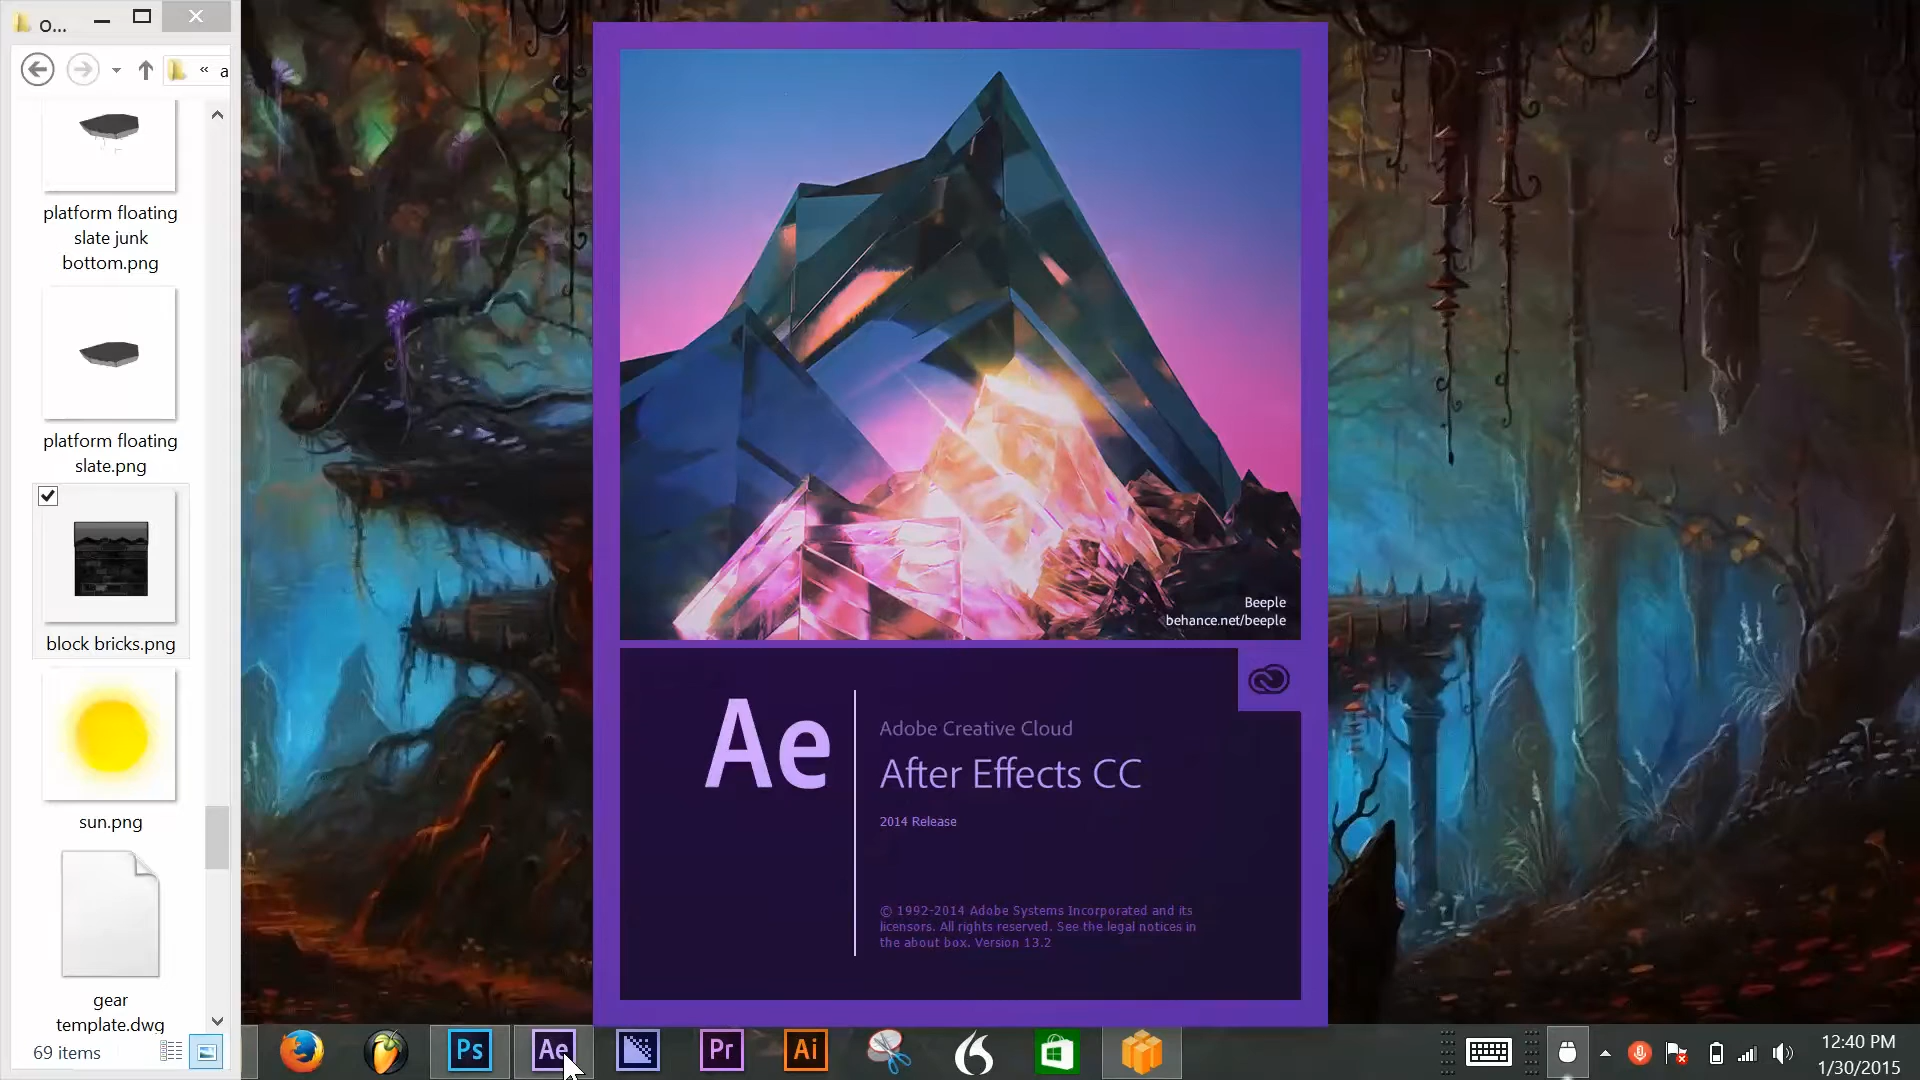 o...
« a
platform floating
slate junk
bottom.png
platform floating
slate.png
block bricks.png
sun.png
gear
template.dwg
69 items
Beeple
behance.net/beeple
Ae
Adobe Creative Cloud
After Effects CC
2014 Release
© 1992-2014 Adobe Systems Incorporated and its
licensors. All rights reserved. See the legal notices in
the about box. Version 13.2
Ps
Ae
Pr
Ai
12:40 PM
1/30/2015